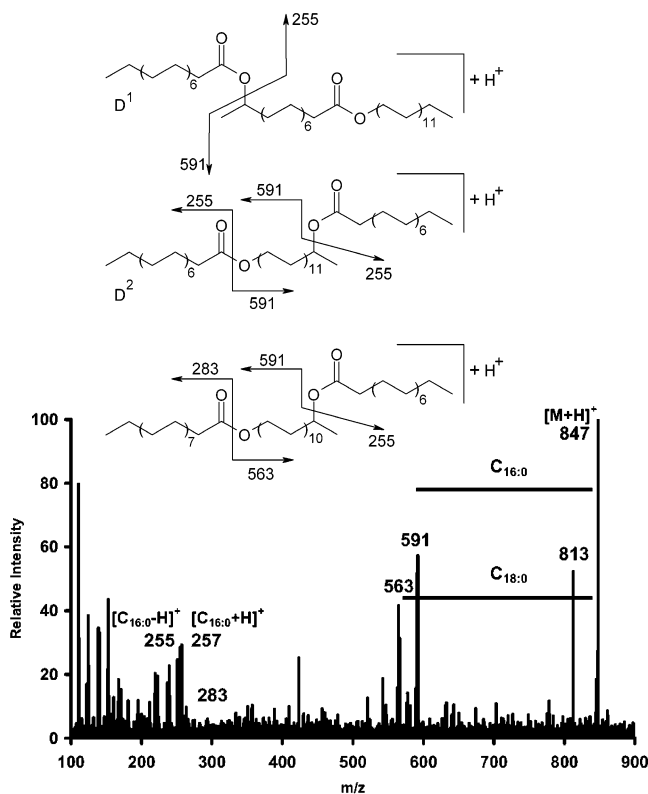 255
O
6
O
O
+ H⁺
D¹
6
O
11
591
591
O
+ H⁺
255
O
O
6
6
O
11
255
D²
591
591
O
+ H⁺
283
O
O
6
7
O
10
255
563
100
[M+H]⁺
847
C16:0
80
Relative Intensity
60
591
813
563
C18:0
40
[C16:0-H]⁺ [C16:0+H]⁺
255 257
20
283
0
100 200 300 400 500 600 700 800 900
m/z